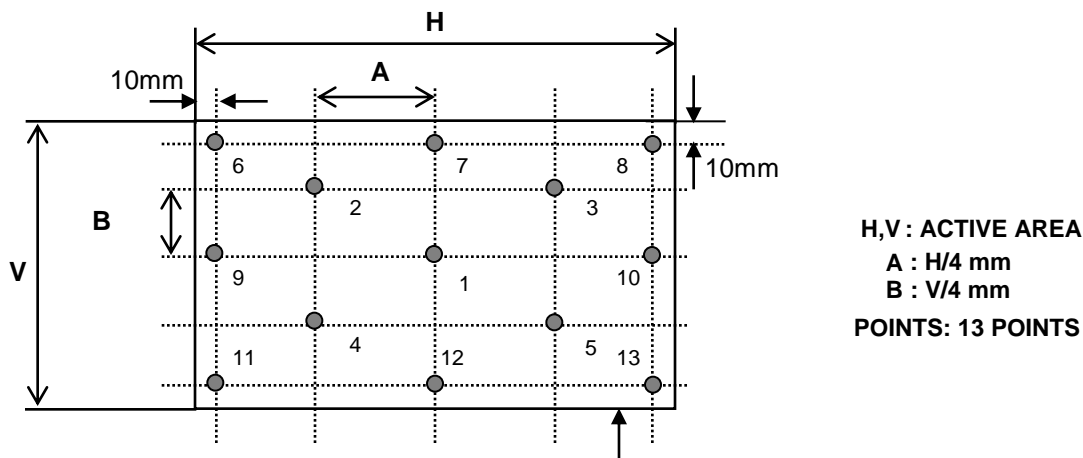 H
A
10mm
6
7
8
10mm
2
3
B
H,V : ACTIVE AREA
V
9
1
10
A : H/4 mm
B : V/4 mm
POINTS: 13 POINTS
4
5
11
12
13